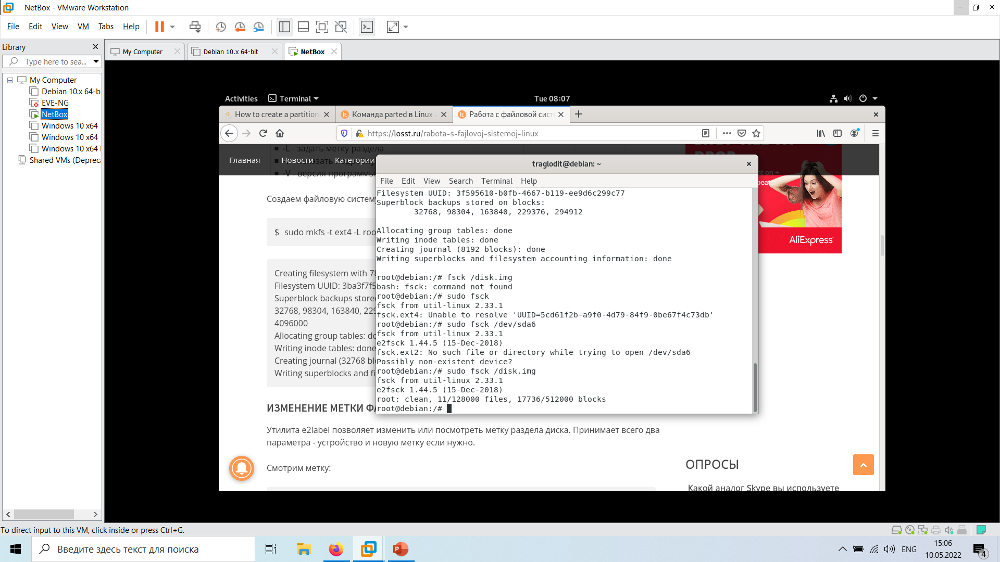 NetBox - VMware Workstation
File Edit View VM Tabs Help
Library
Type here to sea...
My Computer
Debian 10.x 64-b
EVE-NG
NetBox
Windows 10 x64
Windows 10 x64
Windows 10 x64
Shared VMs (Depreca
My Computer
Debian 10.x 64-bit
NetBox
Activities Terminal Tue 08:07
How to create a partition
Команда parted в Linux -
Работа с файловой сист
https://losst.ru/rabota-s-fajlovoj-sistemoj-linux
-L - задать метку раздела
Главная Новости Категории
-V - версия программы
Создаем файловую систему
$ sudo mkfs -t ext4 -L roo
Creating filesystem with 78
Filesystem UUID: 3ba3f7f5
Superblock backups store
32768, 98304, 163840, 229
4096000
Allocating group tables: do
Writing inode tables: done
Creating journal (32768 bl
Writing superblocks and fi
ИЗМЕНЕНИЕ МЕТКИ ФА
Утилита e2label позволяет изменить или посмотреть метку раздела диска. Принимает всего два
параметра - устройство и новую метку если нужно.
Смотрим метку:
traglodit@debian: ~
File Edit View Search Terminal Help
Filesystem UUID: 3f595610-b0fb-4667-b119-ee9d6c299c77
Superblock backups stored on blocks:
32768, 98304, 163840, 229376, 294912
Allocating group tables: done
Writing inode tables: done
Creating journal (8192 blocks): done
Writing superblocks and filesystem accounting information: done
root@debian:/# fsck /disk.img
bash: fsck: command not found
root@debian:/# sudo fsck
fsck from util-linux 2.33.1
fsck.ext4: Unable to resolve 'UUID=5cd61f2b-a9f0-4d79-84f9-0be67f4c73db'
root@debian:/# sudo fsck /dev/sda6
fsck from util-linux 2.33.1
e2fsck 1.44.5 (15-Dec-2018)
fsck.ext2: No such file or directory while trying to open /dev/sda6
Possibly non-existent device?
root@debian:/# sudo fsck /disk.img
fsck from util-linux 2.33.1
e2fsck 1.44.5 (15-Dec-2018)
root: clean, 11/128000 files, 17736/512000 blocks
root@debian:/#
AliExpress
ОПРОСЫ
Какой аналог Skype вы используете
To direct input to this VM, click inside or press Ctrl+G.
Введите здесь текст для поиска
ENG
15:06
10.05.2022
4